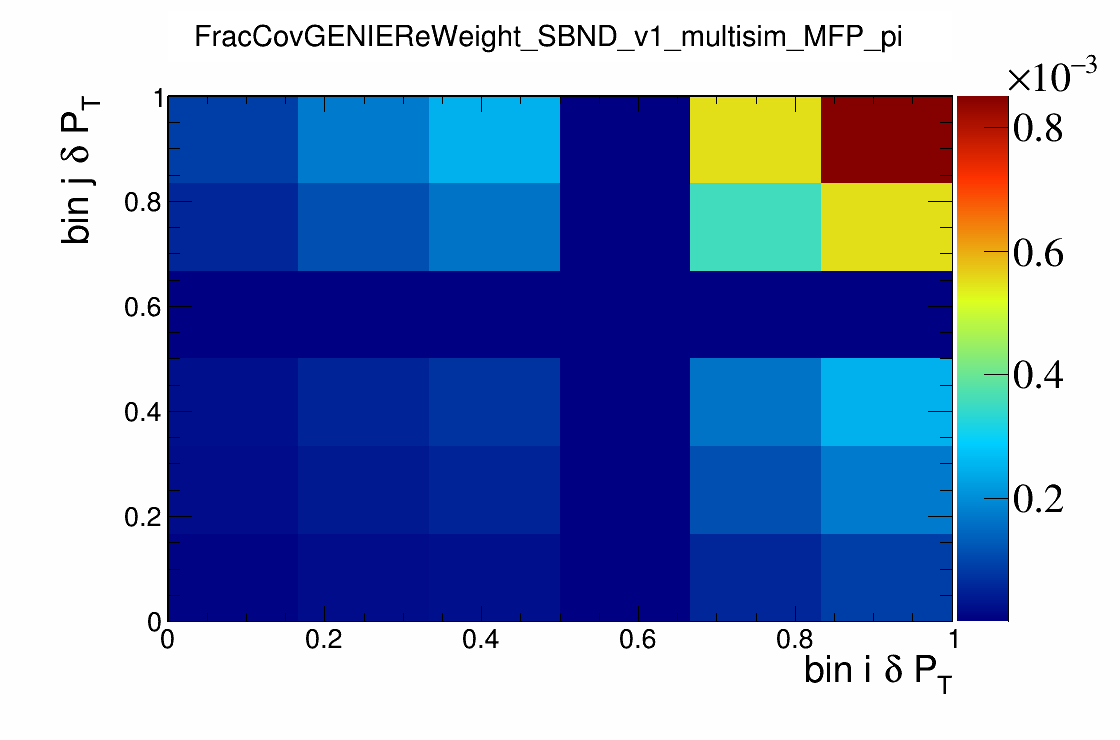 FracCovGENIEReWeight_SBND_v1_multisim_MFP_pi
×10⁻³
bin j δ P_T
1
0.8
0.6
0.4
0.2
0
0 0.2 0.4 0.6 0.8 1
bin i δ P_T
0.8
0.6
0.4
0.2